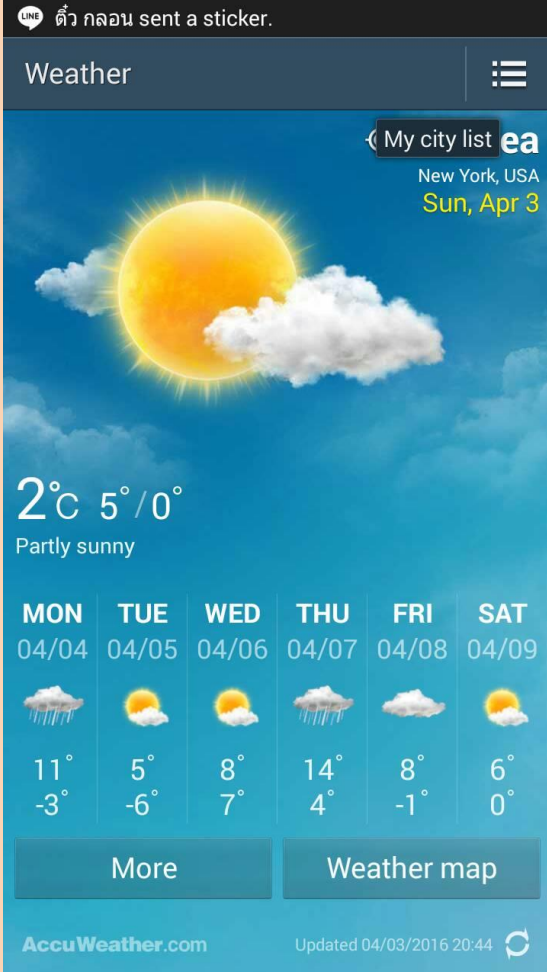 LINE ติ๋ว กลอน sent a sticker.
Weather
My city list ea
New York, USA
Sun, Apr 3
2°C 5°/0°
Partly sunny
MON TUE WED THU FRI SAT
04/04 04/05 04/06 04/07 04/08 04/09
11° 5° 8° 14° 8° 6°
-3° -6° 7° 4° -1° 0°
More Weather map
AccuWeather.com Updated 04/03/2016 20:44